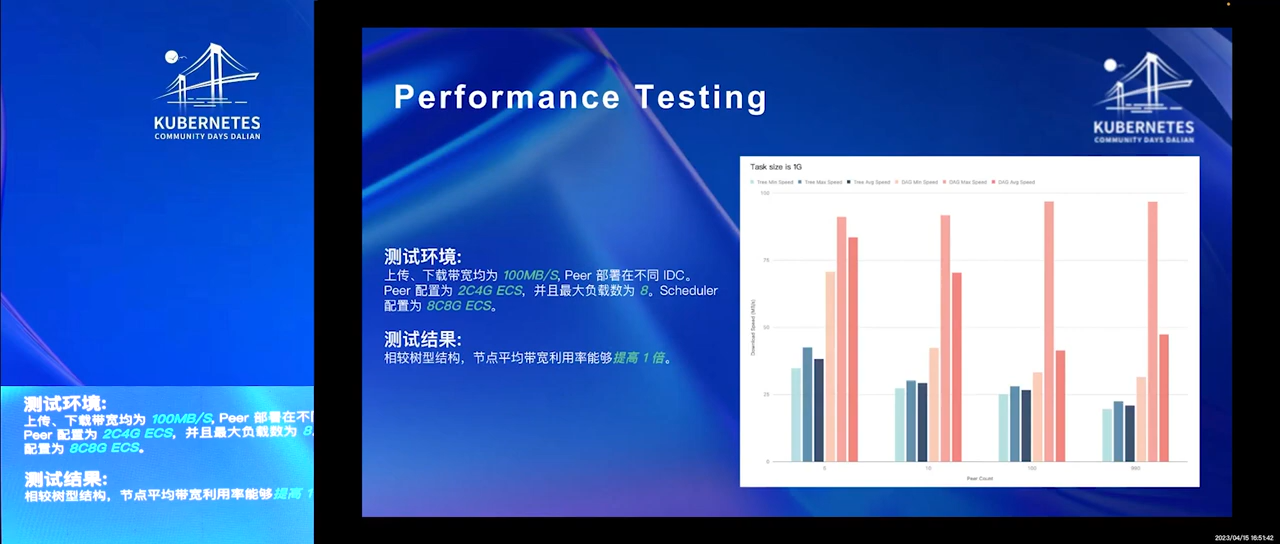 KUBERNETES
COMMUNITY DAYS DALIAN
测试环境:
上传、下载带宽均为 100MB/S, Peer 部署在不
Peer 配置为 2C4G ECS，并且最大负载数为 8
配置为 8C8G ECS。
测试结果:
相较树型结构，节点平均带宽利用率能够提高 1
Performance Testing
KUBERNETES
COMMUNITY DAYS DALIAN
测试环境:
上传、下载带宽均为 100MB/S, Peer 部署在不同 IDC。
Peer 配置为 2C4G ECS，并且最大负载数为 8。Scheduler
配置为 8C8G ECS。
测试结果:
相较树型结构，节点平均带宽利用率能够提高 1 倍。
Task size is 1G
Tree Min Speed Tree Max Speed Tree Avg Speed DAG Min Speed DAG Max Speed DAG Avg Speed
100
75
50
25
0
Download Speed (MB/s)
Peer Count
2023/04/15 16:51:42